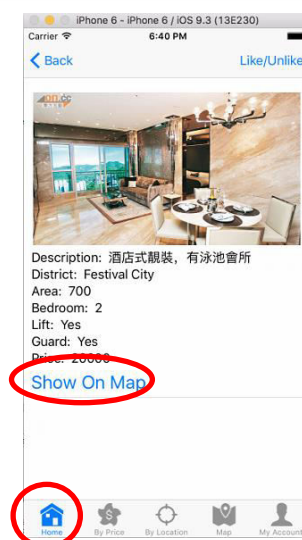 iPhone 6 - iPhone 6 / iOS 9.3 (13E230)
Carrier 6:40 PM
Back Like/Unlike
Description: 酒店式靚裝，有泳池會所
District: Festival City
Area: 700
Bedroom: 2
Lift: Yes
Guard: Yes
Price: 20000
Show On Map
Home By Price By Location Map My Account